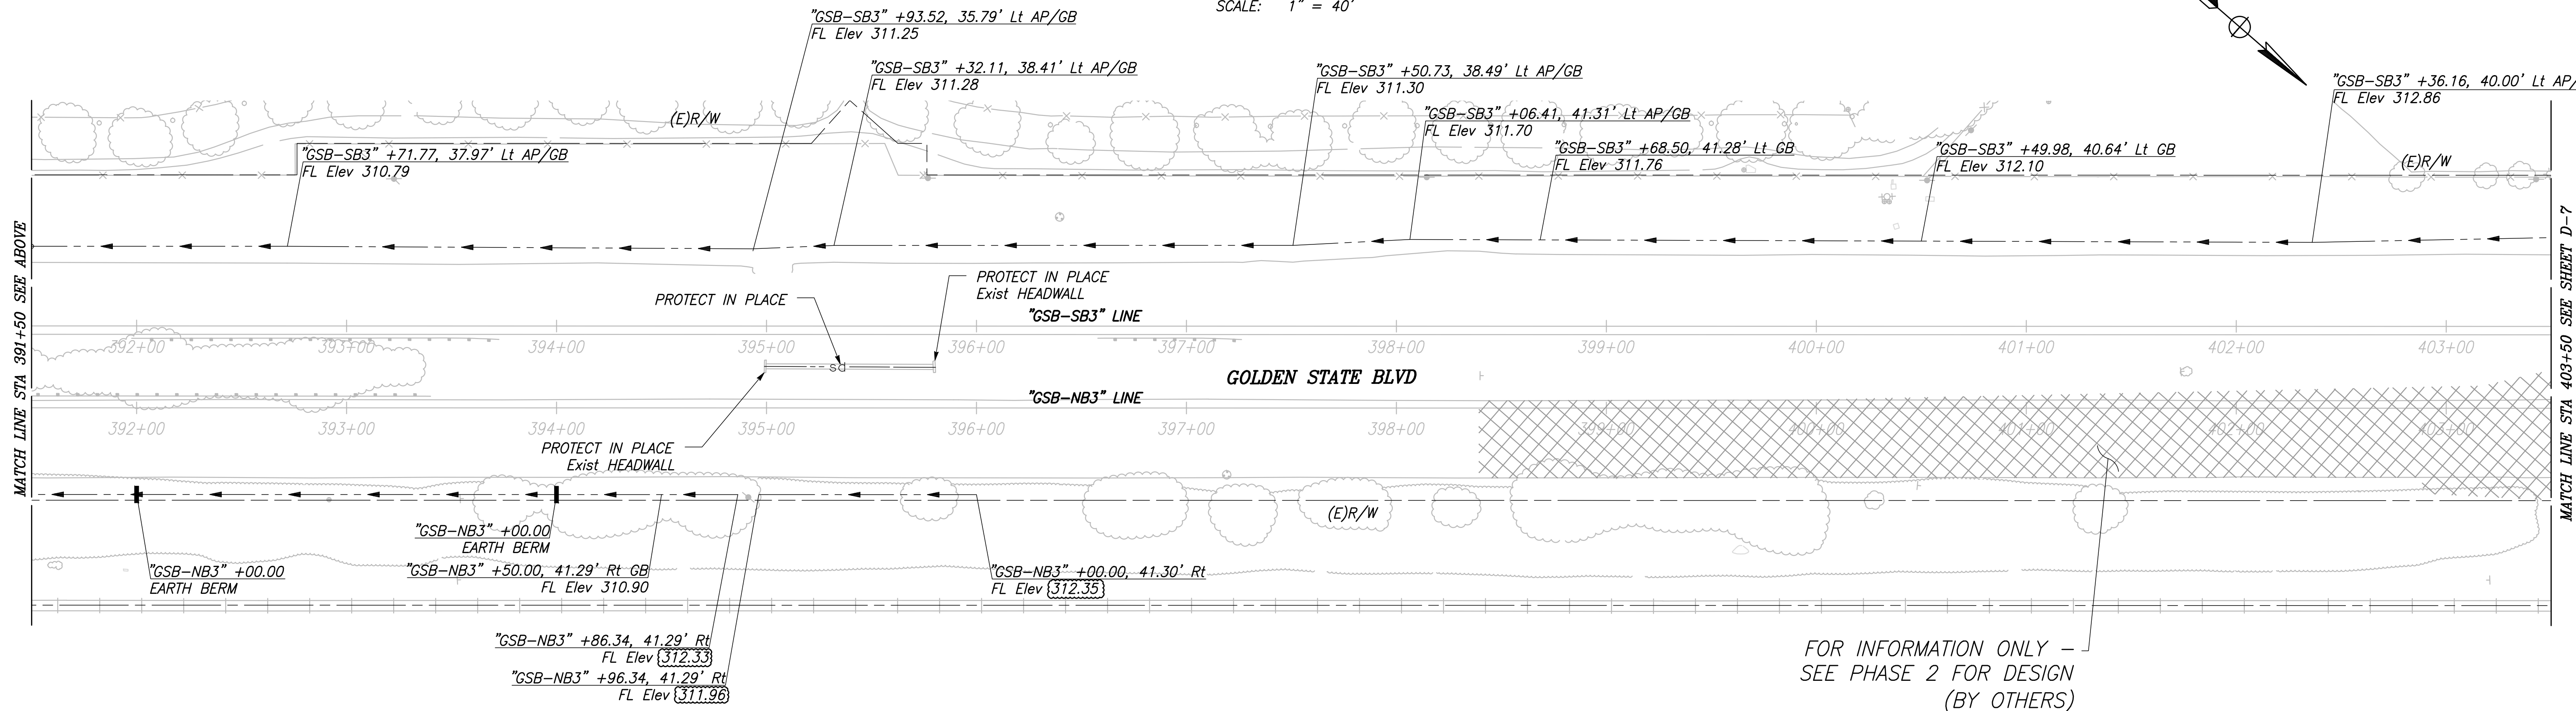 SCALE: 1" = 40'
"GSB-SB3" +93.52, 35.79' Lt AP/GB
FL Elev 311.25
"GSB-SB3" +32.11, 38.41' Lt AP/GB
FL Elev 311.28
"GSB-SB3" +50.73, 38.49' Lt AP/GB
FL Elev 311.30
"GSB-SB3" +36.16, 40.00' Lt AP/
FL Elev 312.86
"GSB-SB3" +06.41, 41.31' Lt AP/GB
FL Elev 311.70
(E)R/W
"GSB-SB3" +71.77, 37.97' Lt AP/GB
FL Elev 310.79
"GSB-SB3" +68.50, 41.28' Lt GB
FL Elev 311.76
"GSB-SB3" +49.98, 40.64' Lt GB
FL Elev 312.10
(E)R/W
MATCH LINE STA 391+50 SEE ABOVE
MATCH LINE STA 403+50 SEE SHEET D-7
PROTECT IN PLACE
PROTECT IN PLACE
Exist HEADWALL
"GSB-SB3" LINE
392+00 393+00 394+00 395+00 396+00 397+00 398+00 399+00 400+00 401+00 402+00 403+00
sd
GOLDEN STATE BLVD
"GSB-NB3" LINE
392+00 393+00 394+00 395+00 396+00 397+00 398+00 399+00 400+00 401+00 402+00 403+00
PROTECT IN PLACE
Exist HEADWALL
(E)R/W
"GSB-NB3" +00.00
EARTH BERM
"GSB-NB3" +00.00
EARTH BERM
"GSB-NB3" +50.00, 41.29' Rt GB
FL Elev 310.90
"GSB-NB3" +00.00, 41.30' Rt
FL Elev 312.35
"GSB-NB3" +86.34, 41.29' Rt
FL Elev 312.33
"GSB-NB3" +96.34, 41.29' Rt
FL Elev 311.96
FOR INFORMATION ONLY –
SEE PHASE 2 FOR DESIGN
(BY OTHERS)